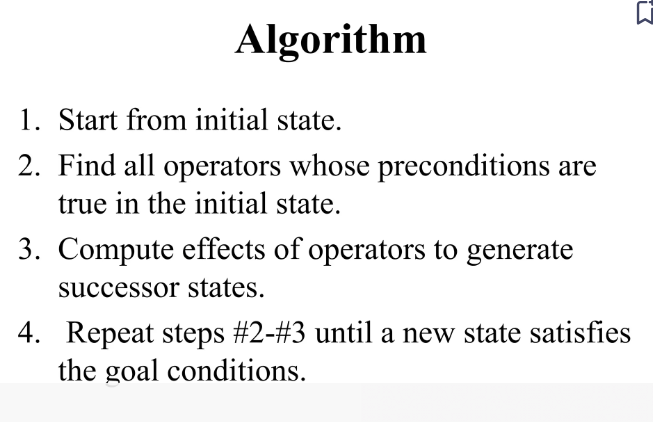 Algorithm
1. Start from initial state.
2. Find all operators whose preconditions are
true in the initial state.
3. Compute effects of operators to generate
successor states.
4. Repeat steps #2-#3 until a new state satisfies
the goal conditions.